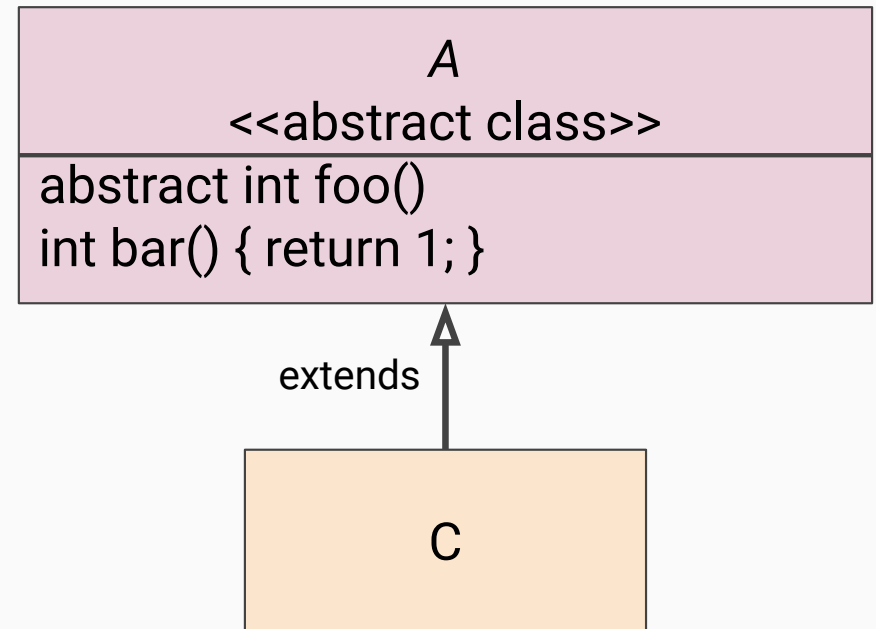 A
<<abstract class>>
abstract int foo()
int bar() { return 1; }
extends
C